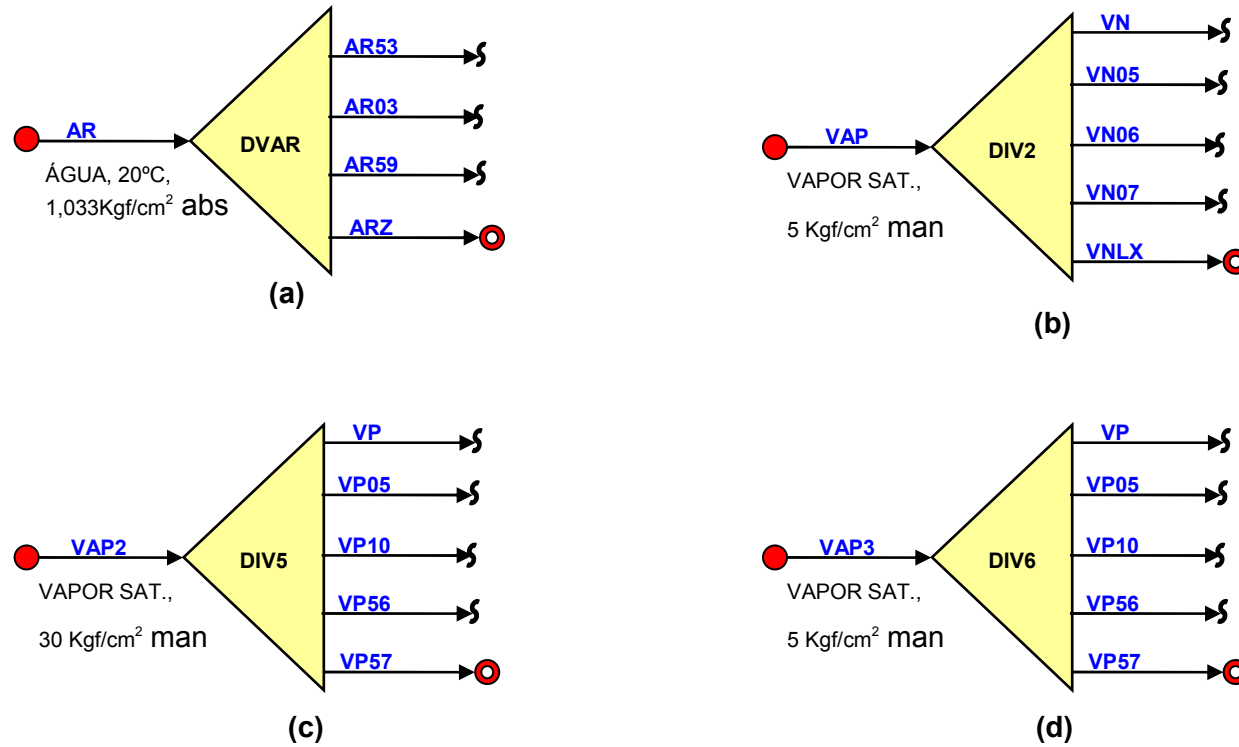 AR53
AR03
AR
DVAR
AR59
ÁGUA, 20ºC,
1,033Kgf/cm² abs
ARZ
(a)
VN
VN05
VAP
VN06
DIV2
VAPOR SAT.,
VN07
5 Kgf/cm² man
VNLX
(b)
VP
VP05
VAP2
DIV5
VP10
VAPOR SAT.,
VP56
30 Kgf/cm² man
VP57
(c)
VP
VP05
VAP3
DIV6
VP10
VAPOR SAT.,
VP56
5 Kgf/cm² man
VP57
(d)